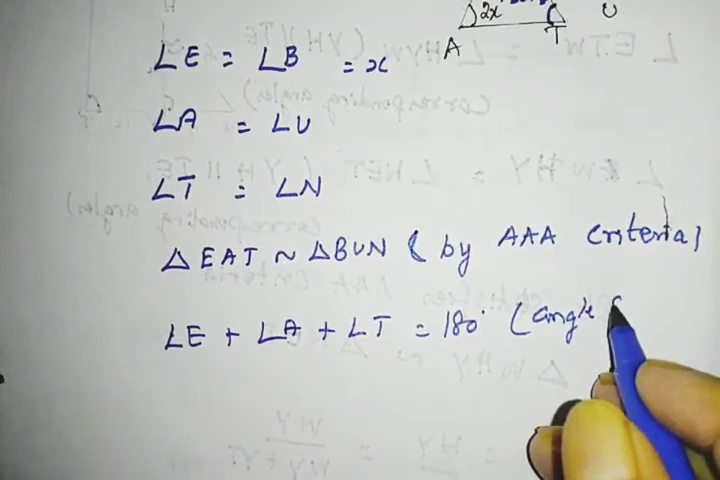 2x
A
T
U
∠E = ∠B = x
∠A = ∠U
∠T = ∠N
△EAT ~ △BUN ( by AAA criteria)
∠E + ∠A + ∠T = 180° (angle